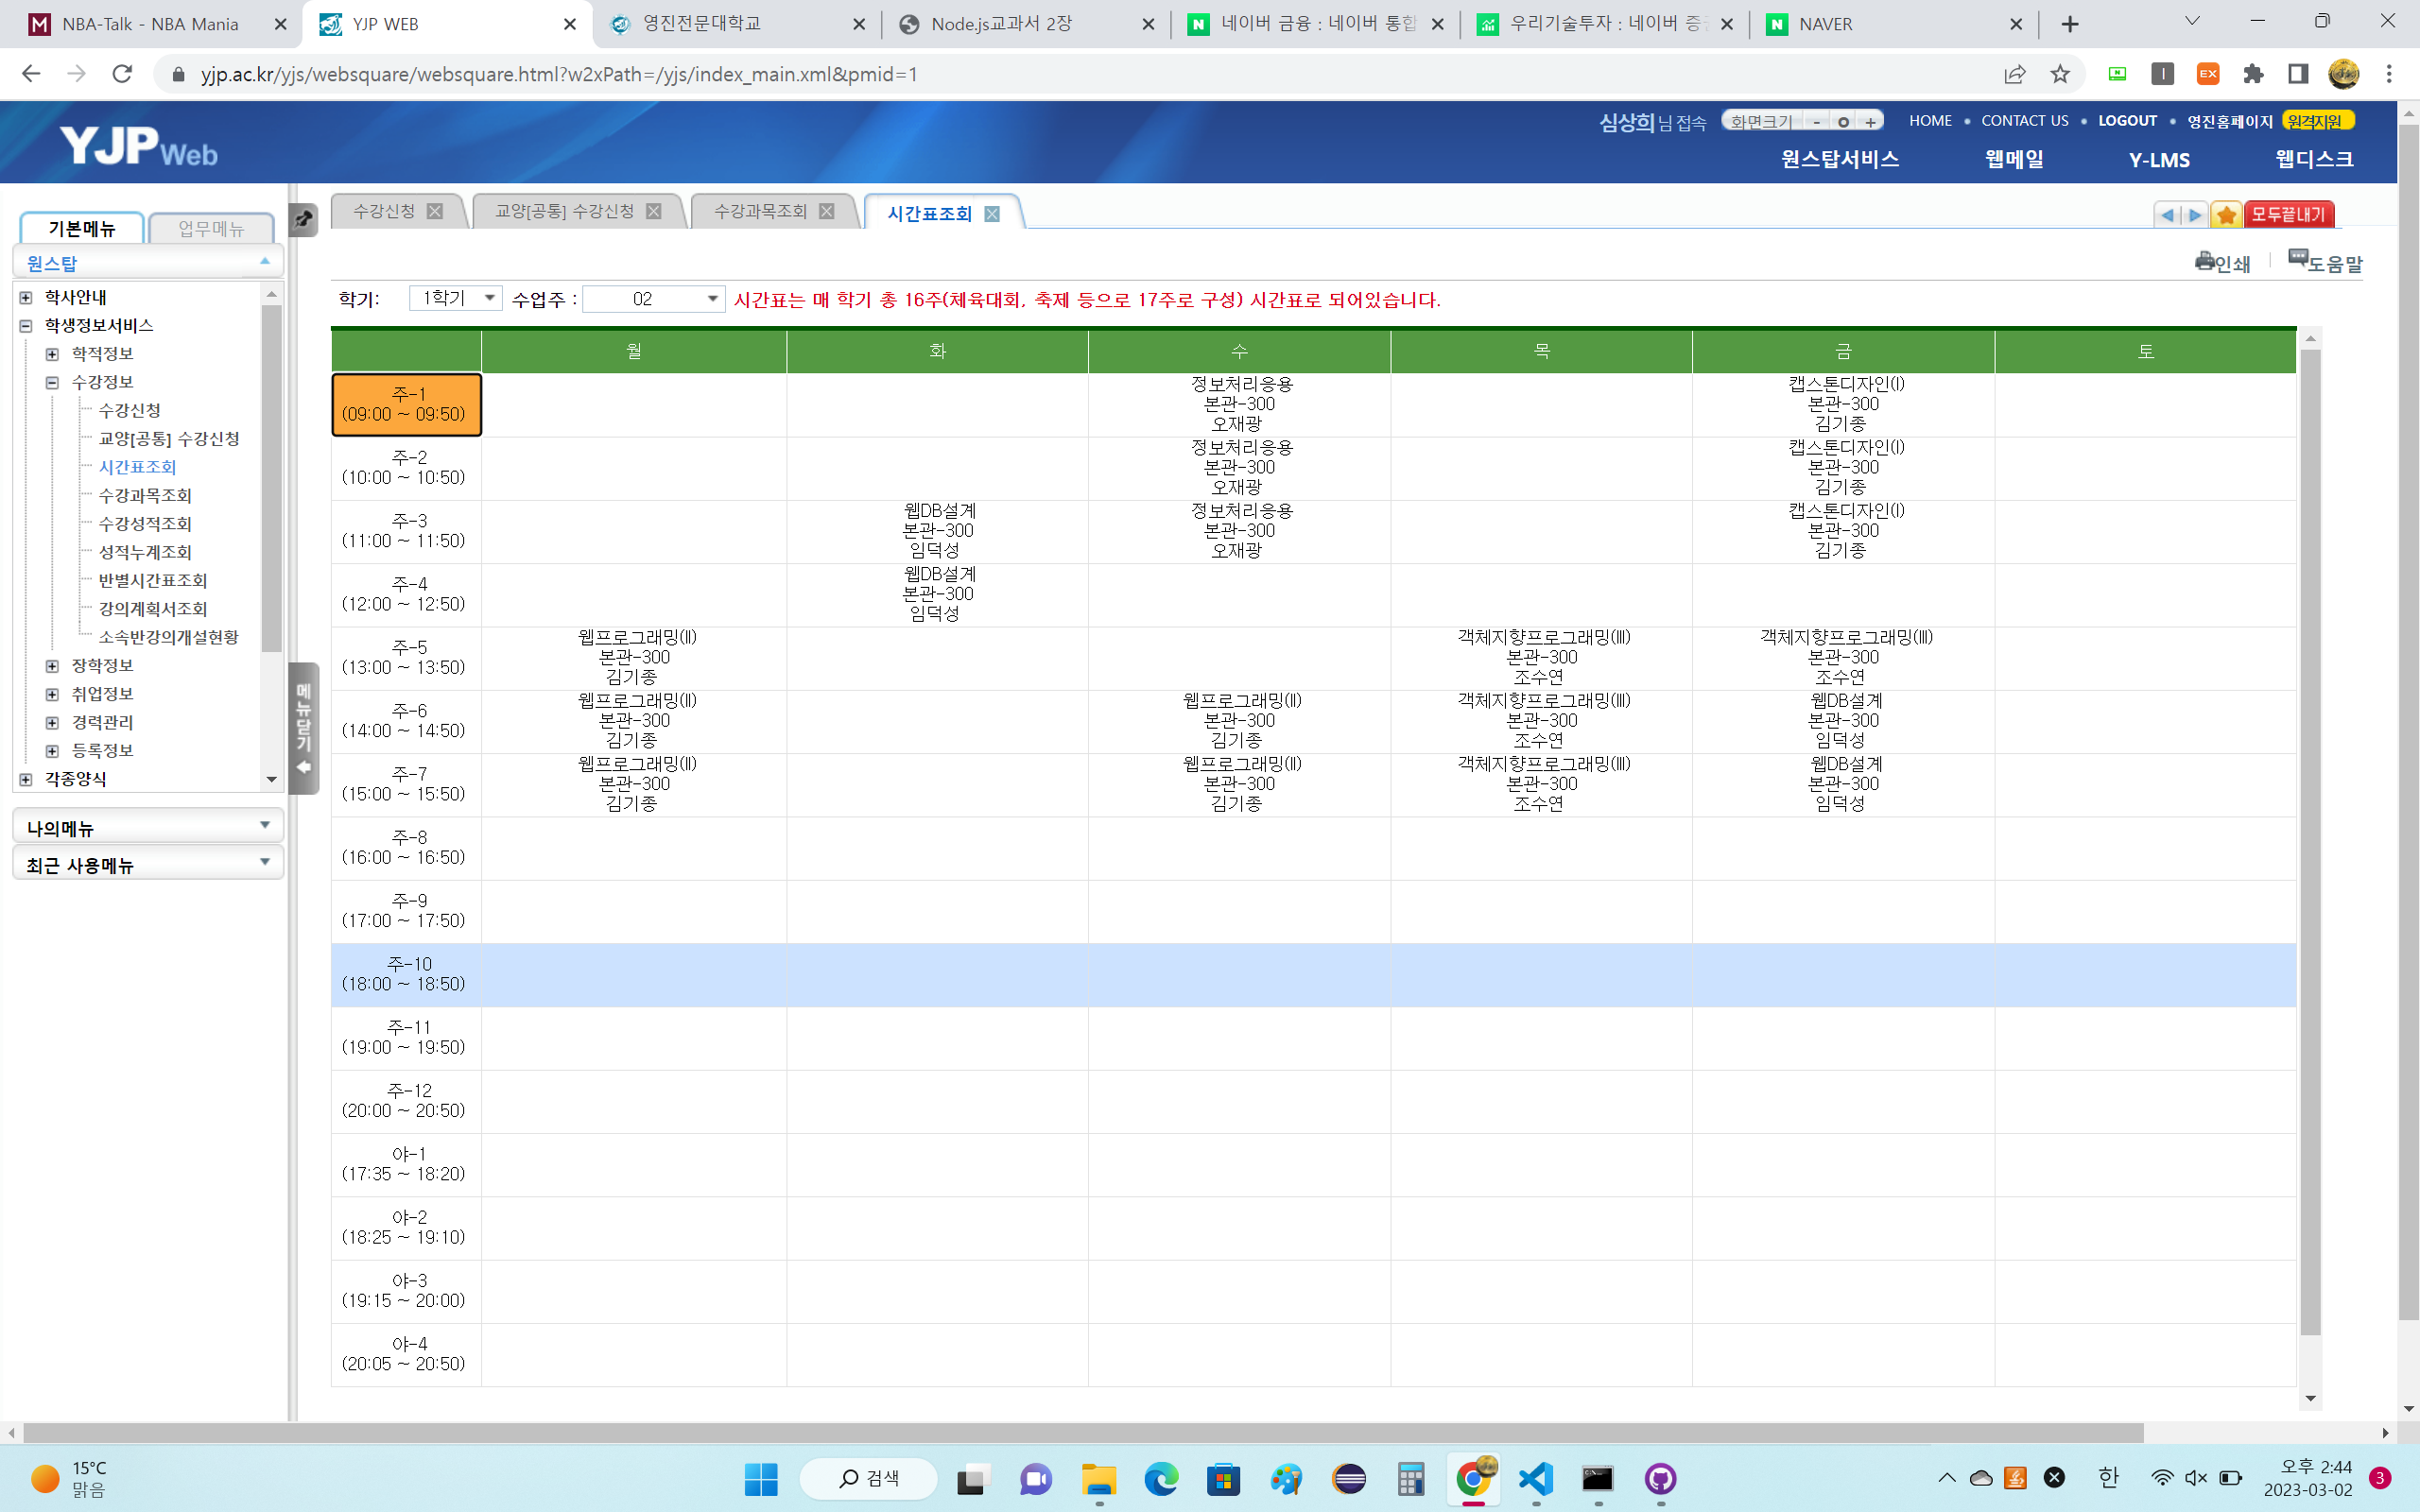 NBA-Talk - NBA Mania
YJP WEB
영진전문대학교
Node.js교과서 2장
네이버 금융 : 네이버 통합
우리기술투자 : 네이버 증
NAVER
yjp.ac.kr/yjs/websquare/websquare.html?w2xPath=/yjs/index_main.xml&pmid=1
YJP Web
심상희님 접속 화면크기 - o + HOME • CONTACT US • LOGOUT • 영진홈페이지 원격지원
원스탑서비스 웹메일 Y-LMS 웹디스크
기본메뉴 업무메뉴
원스탑
학사안내
학생정보서비스
학적정보
수강정보
수강신청
교양[공통] 수강신청
시간표조회
수강과목조회
수강성적조회
성적누계조회
반별시간표조회
강의계획서조회
소속반강의개설현황
장학정보
취업정보
경력관리
등록정보
각종양식
나의메뉴
최근 사용메뉴
메뉴닫기
수강신청 교양[공통] 수강신청 수강과목조회 시간표조회
모두끝내기
인쇄 도움말
학기: 1학기 수업주 : 02 시간표는 매 학기 총 16주(체육대회, 축제 등으로 17주로 구성) 시간표로 되어있습니다.
월 화 수 목 금 토
주-1 정보처리응용 캡스톤디자인(I)
(09:00 ~ 09:50) 본관-300 본관-300
오재광 김기종
주-2 정보처리응용 캡스톤디자인(I)
(10:00 ~ 10:50) 본관-300 본관-300
오재광 김기종
주-3 웹DB설계 정보처리응용 캡스톤디자인(I)
(11:00 ~ 11:50) 본관-300 본관-300 본관-300
임덕성 오재광 김기종
주-4 웹DB설계
(12:00 ~ 12:50) 본관-300
임덕성
주-5 웹프로그래밍(II) 객체지향프로그래밍(III) 객체지향프로그래밍(III)
(13:00 ~ 13:50) 본관-300 본관-300 본관-300
김기종 조수연 조수연
주-6 웹프로그래밍(II) 웹프로그래밍(II) 객체지향프로그래밍(III) 웹DB설계
(14:00 ~ 14:50) 본관-300 본관-300 본관-300 본관-300
김기종 김기종 조수연 임덕성
주-7 웹프로그래밍(II) 웹프로그래밍(II) 객체지향프로그래밍(III) 웹DB설계
(15:00 ~ 15:50) 본관-300 본관-300 본관-300 본관-300
김기종 김기종 조수연 임덕성
주-8
(16:00 ~ 16:50)
주-9
(17:00 ~ 17:50)
주-10
(18:00 ~ 18:50)
주-11
(19:00 ~ 19:50)
주-12
(20:00 ~ 20:50)
야-1
(17:35 ~ 18:20)
야-2
(18:25 ~ 19:10)
야-3
(19:15 ~ 20:00)
야-4
(20:05 ~ 20:50)
15°C
맑음
검색
한
오후 2:44
2023-03-02
3